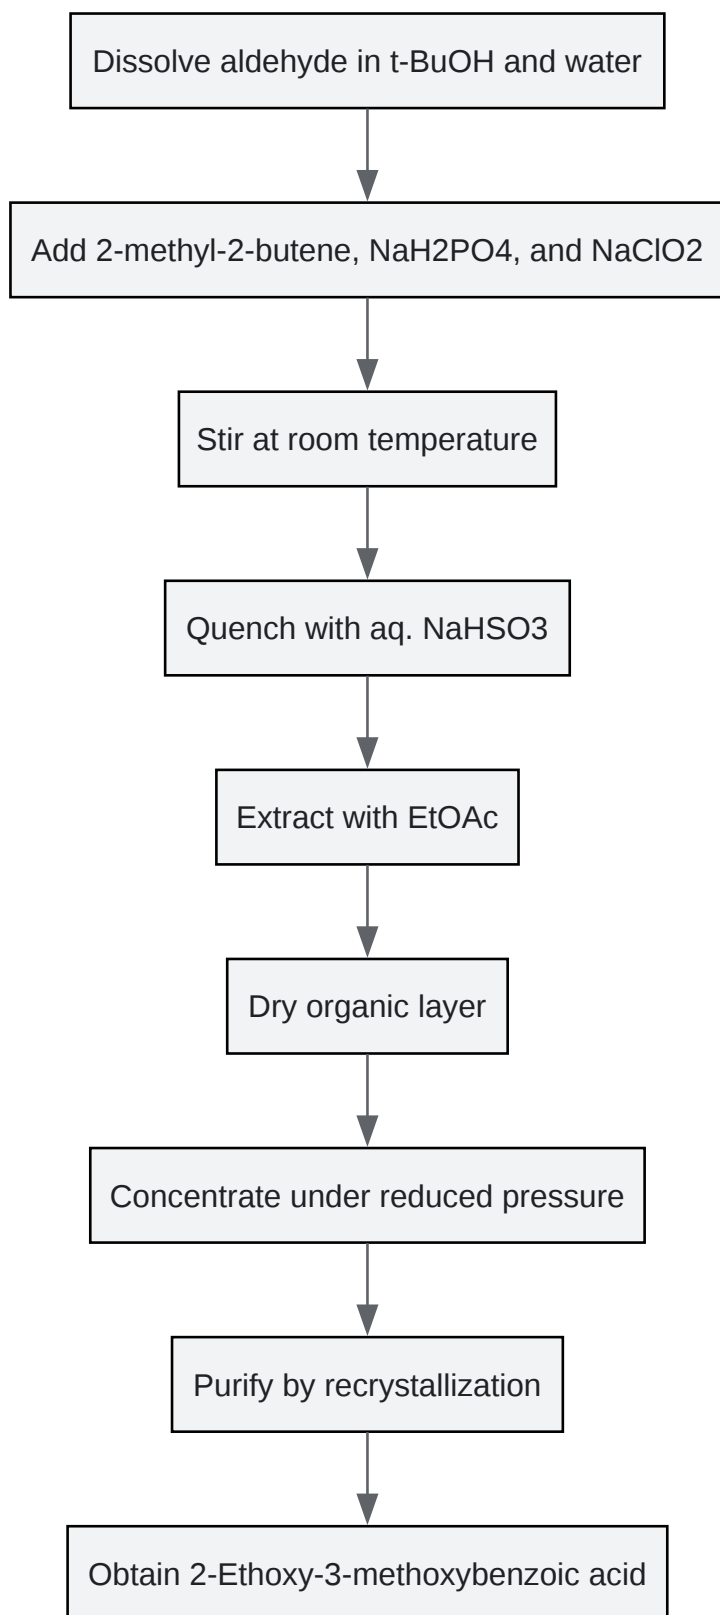 Dissolve aldehyde in t-BuOH and water
Add 2-methyl-2-butene, NaH2PO4, and NaClO2
Stir at room temperature
Quench with aq. NaHSO3
Extract with EtOAc
Dry organic layer
Concentrate under reduced pressure
Purify by recrystallization
Obtain 2-Ethoxy-3-methoxybenzoic acid